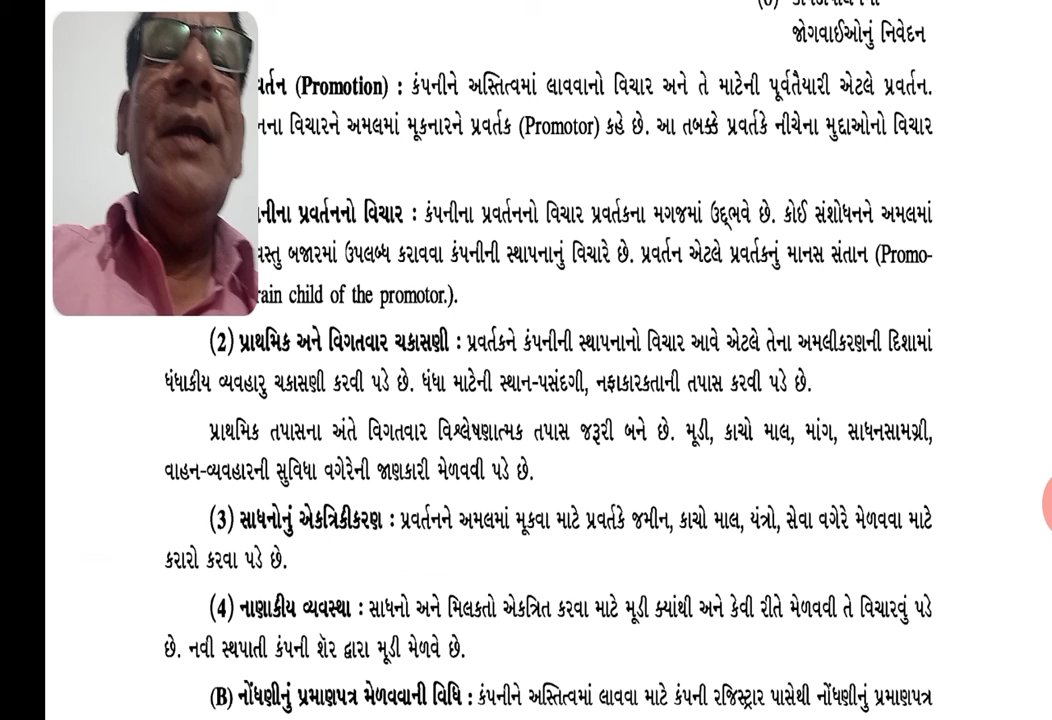 જોગવાઈઓનું નિવેદન
વર્તન (Promotion) : કંપનીને અસ્તિત્વમાં લાવવાનો વિચાર અને તે માટેની પૂર્વતૈયારી એટલે પ્રવર્તન.
નના વિચારને અમલમાં મૂકનારને પ્રવર્તક (Promotor) કહે છે. આ તબક્કે પ્રવર્તકે નીચેના મુદ્દાઓનો વિચાર
નીના પ્રવર્તનનો વિચાર : કંપનીના પ્રવર્તનનો વિચાર પ્રવર્તકના મગજમાં ઉદ્ભવે છે. કોઈ સંશોધનને અમલમાં
વસ્તુ બજારમાં ઉપલબ્ધ કરાવવા કંપનીની સ્થાપનાનું વિચારે છે. પ્રવર્તન એટલે પ્રવર્તકનું માનસ સંતાન (Promo-
rain child of the promotor.).
(2) પ્રાથમિક અને વિગતવાર ચકાસણી : પ્રવર્તકને કંપનીની સ્થાપનાનો વિચાર આવે એટલે તેના અમલીકરણની દિશામાં
ધંધાકીય વ્યવહારુ ચકાસણી કરવી પડે છે. ધંધા માટેની સ્થાન-પસંદગી, નફાકારકતાની તપાસ કરવી પડે છે.
પ્રાથમિક તપાસના અંતે વિગતવાર વિશ્લેષણાત્મક તપાસ જરૂરી બને છે. મૂડી, કાચો માલ, માંગ, સાધનસામગ્રી,
વાહન-વ્યવહારની સુવિધા વગેરેની જાણકારી મેળવવી પડે છે.
(3) સાધનોનું એકત્રિકીકરણ : પ્રવર્તનને અમલમાં મૂકવા માટે પ્રવર્તકે જમીન, કાચો માલ, યંત્રો, સેવા વગેરે મેળવવા માટે
કરારો કરવા પડે છે.
(4) નાણાકીય વ્યવસ્થા : સાધનો અને મિલકતો એકત્રિત કરવા માટે મૂડી ક્યાંથી અને કેવી રીતે મેળવવી તે વિચારવું પડે
છે. નવી સ્થપાતી કંપની શૅર દ્વારા મૂડી મેળવે છે.
(B) નોંધણીનું પ્રમાણપત્ર મેળવવાની વિધિ : કંપનીને અસ્તિત્વમાં લાવવા માટે કંપની રજિસ્ટ્રાર પાસેથી નોંધણીનું પ્રમાણપત્ર